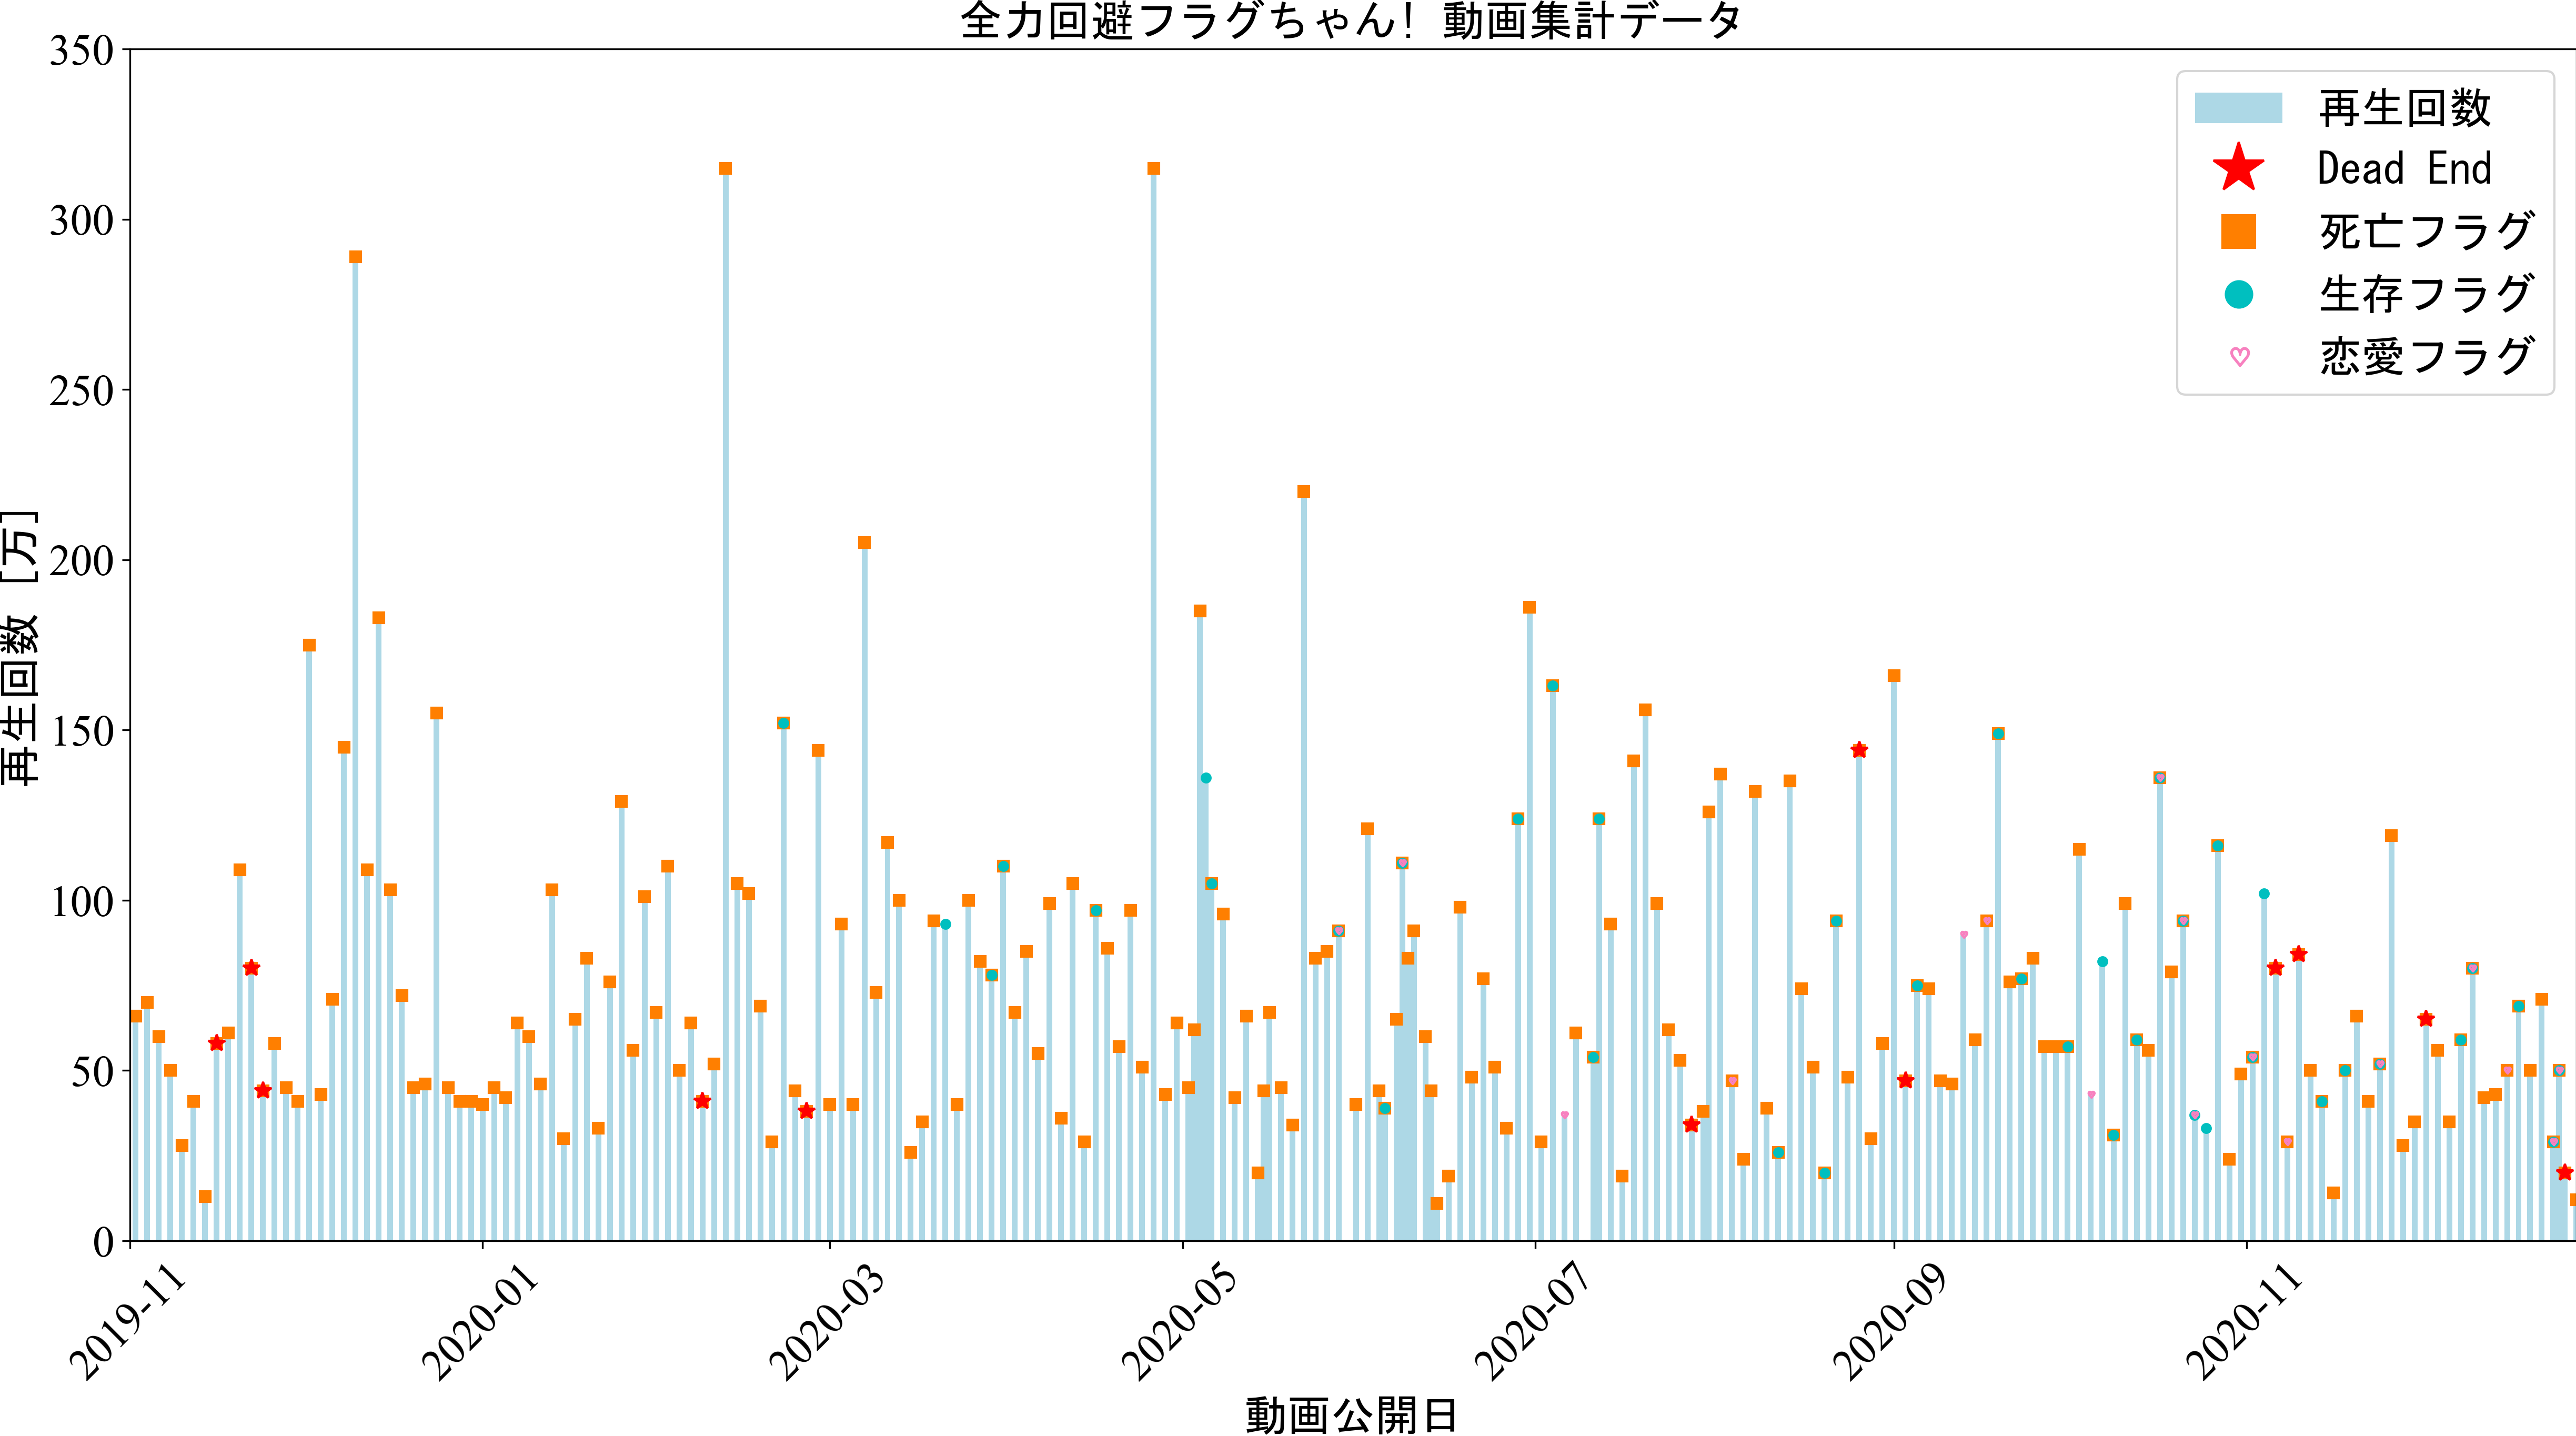 全力回避フラグちゃん! 動画集計データ
350
300
250
200
150
100
50
0
再生回数 [万]
再生回数
Dead End
死亡フラグ
生存フラグ
恋愛フラグ
2019-11
2020-01
2020-03
2020-05
2020-07
2020-09
2020-11
動画公開日